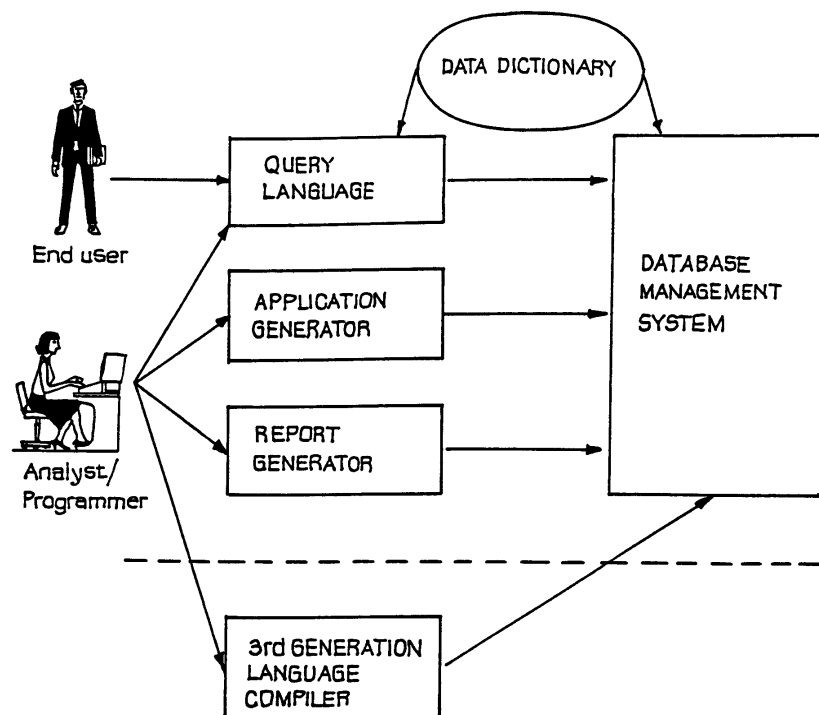 DATA DICTIONARY
QUERY
LANGUAGE
End user
APPLICATION
GENERATOR
DATABASE
MANAGEMENT
SYSTEM
REPORT
GENERATOR
Analyst/
Programmer
3rd GENERATION
LANGUAGE
COMPILER